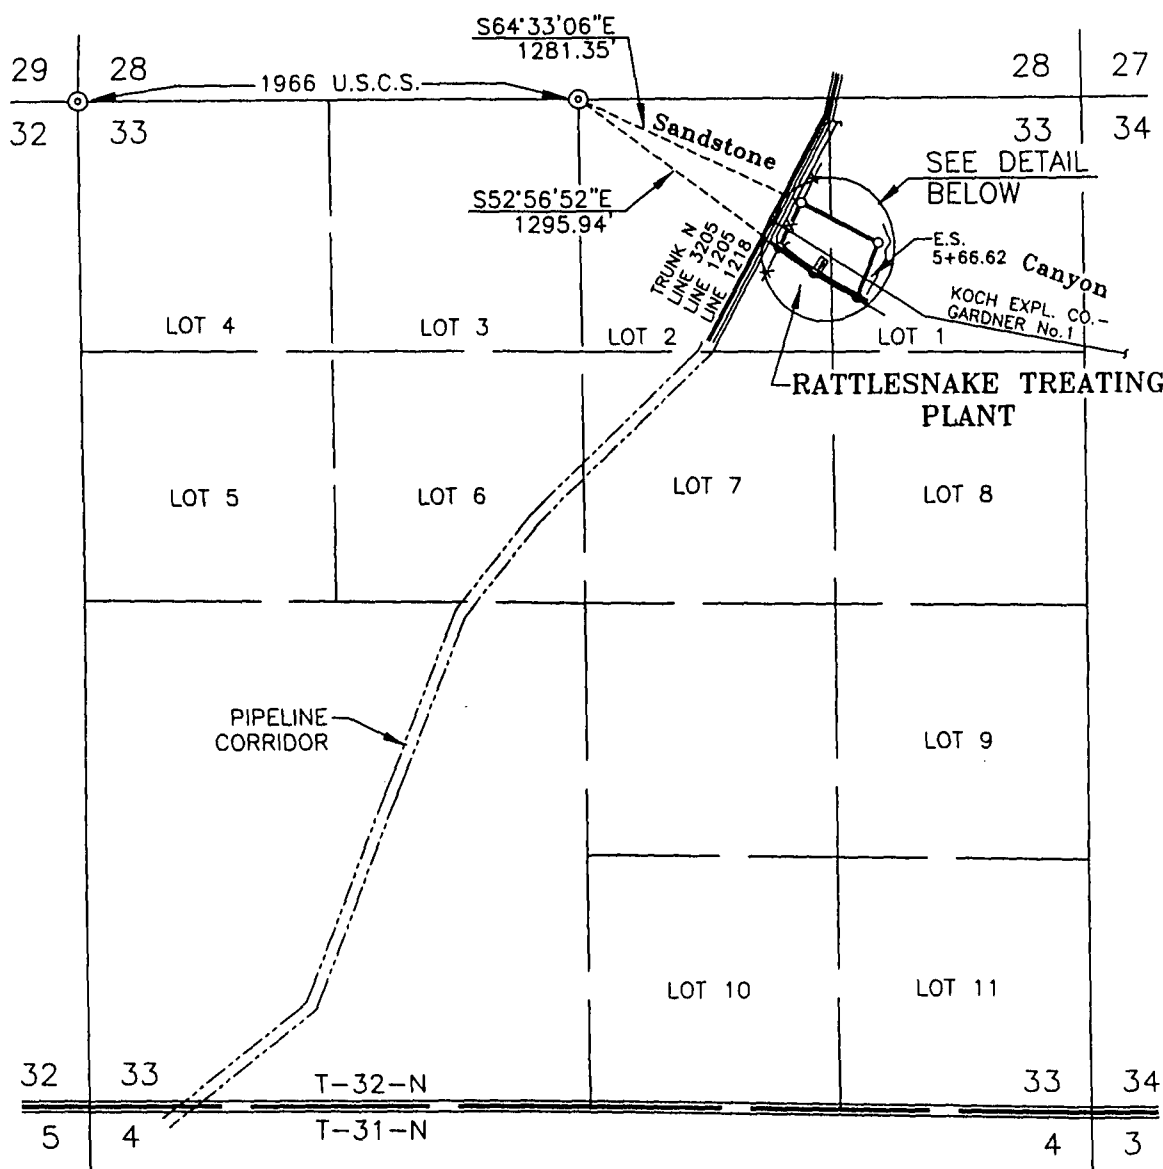 S64°33'06"E
1281.35'
29
28
1966 U.S.C.S.
28
27
32
33
Sandstone
33
34
SEE DETAIL
BELOW
S52°56'52"E
1295.94'
TRUNK N
LINE 3205
LINE 1205
LINE 1218
E.S.
5+66.62
Canyon
KOCH EXPL. CO.-
GARDNER No.1
LOT 4
LOT 3
LOT 2
LOT 1
RATTLESNAKE TREATING
PLANT
LOT 5
LOT 6
LOT 7
LOT 8
PIPELINE
CORRIDOR
LOT 9
LOT 10
LOT 11
32
33
T-32-N
33
34
5
4
T-31-N
4
3